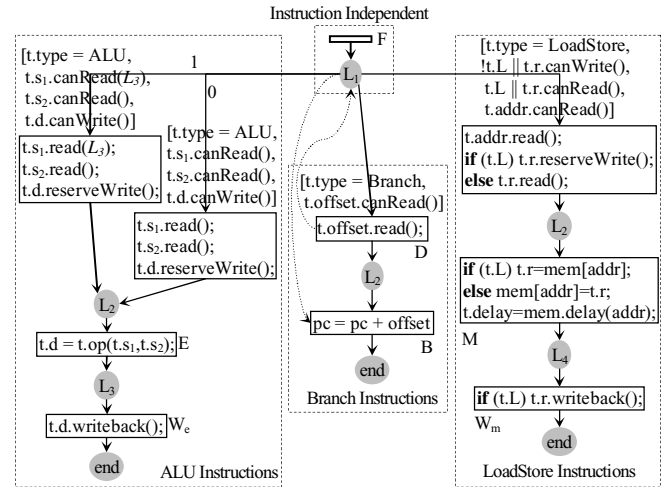 Instruction Independent
F
L₁
1
0
[t.type = ALU,
t.s₁.canRead(L₃),
t.s₂.canRead(),
t.d.canWrite()]
t.s₁.read(L₃);
t.s₂.read();
t.d.reserveWrite();
[t.type = ALU,
t.s₁.canRead(),
t.s₂.canRead(),
t.d.canWrite()]
t.s₁.read();
t.s₂.read();
t.d.reserveWrite();
L₂
t.d = t.op(t.s₁,t.s₂);
E
L₃
t.d.writeback();
Wₑ
end
ALU Instructions
[t.type = Branch,
t.offset.canRead()]
t.offset.read();
D
L₂
pc = pc + offset
B
end
Branch Instructions
[t.type = LoadStore,
!t.L || t.r.canWrite(),
t.L || t.r.canRead(),
t.addr.canRead()]
t.addr.read();
if (t.L) t.r.reserveWrite();
else t.r.read();
L₂
if (t.L) t.r=mem[addr];
else mem[addr]=t.r;
t.delay=mem.delay(addr);
M
L₄
if (t.L) t.r.writeback();
Wₘ
end
LoadStore Instructions